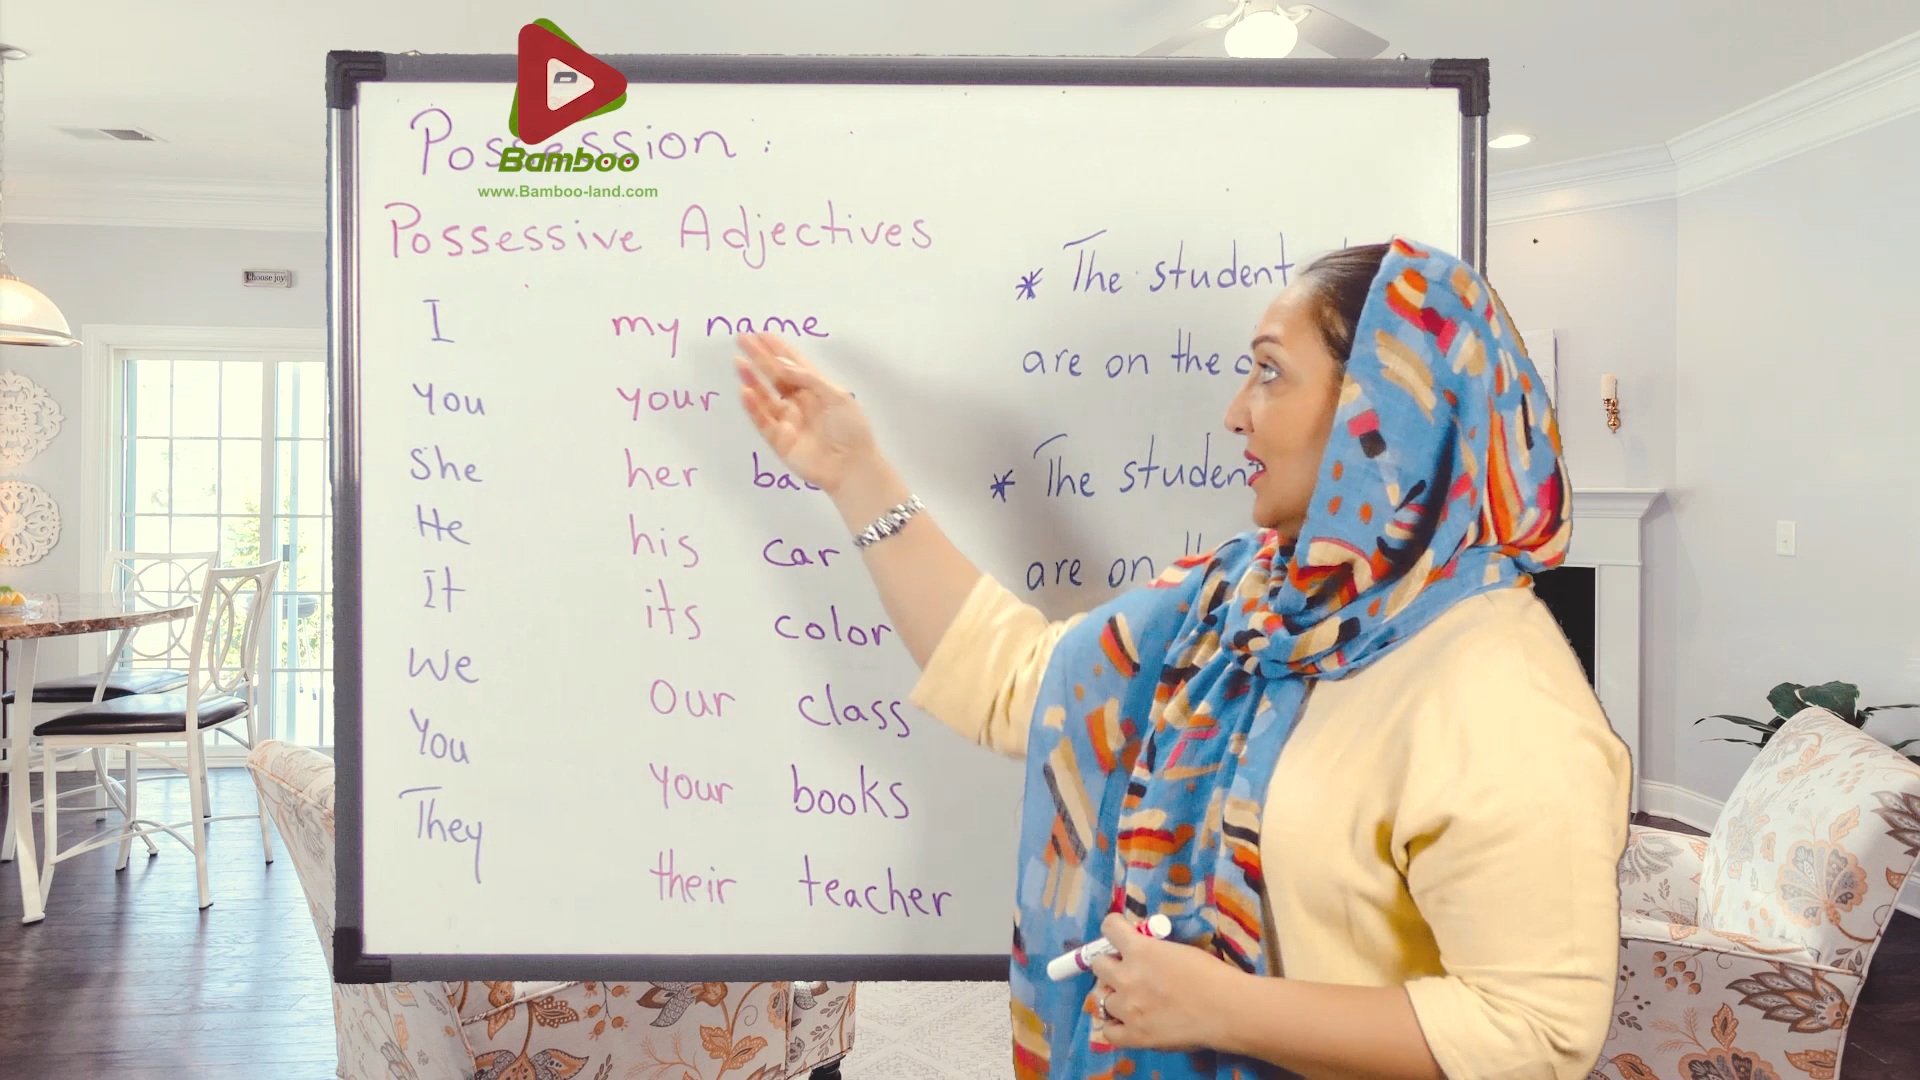 Bamboo
www.Bamboo-land.com
Possession :
Possessive Adjectives
I my name
You your
She her
He his car
It its color
We our class
You your books
They their teacher
* The student
are on the
* The student
are on
Choose joy